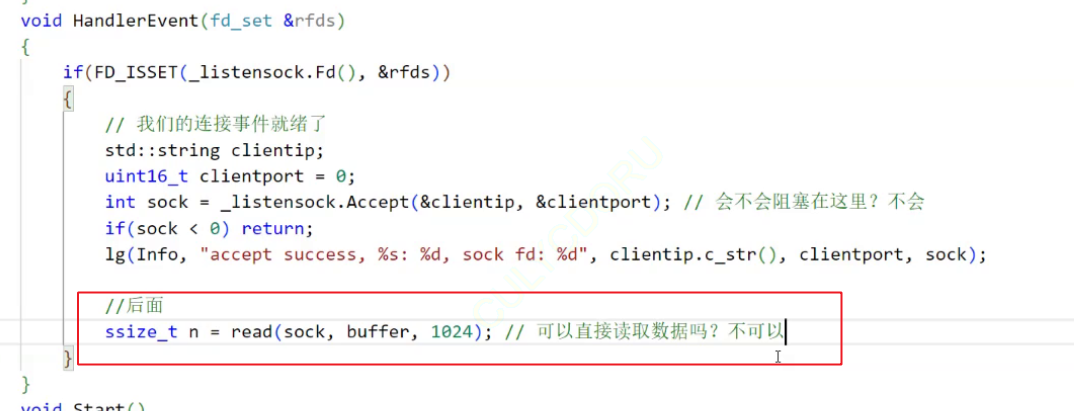 void HandlerEvent(fd_set &rfds)
{
if(FD_ISSET(_listensock.Fd(), &rfds))
{
// 我们的连接事件就绪了
std::string clientip;
uint16_t clientport = 0;
int sock = _listensock.Accept(&clientip, &clientport); // 会不会阻塞在这里？不会
if(sock < 0) return;
lg(Info, "accept success, %s: %d, sock fd: %d", clientip.c_str(), clientport, sock);
//后面
ssize_t n = read(sock, buffer, 1024); // 可以直接读取数据吗？不可以
}
}
void Start()